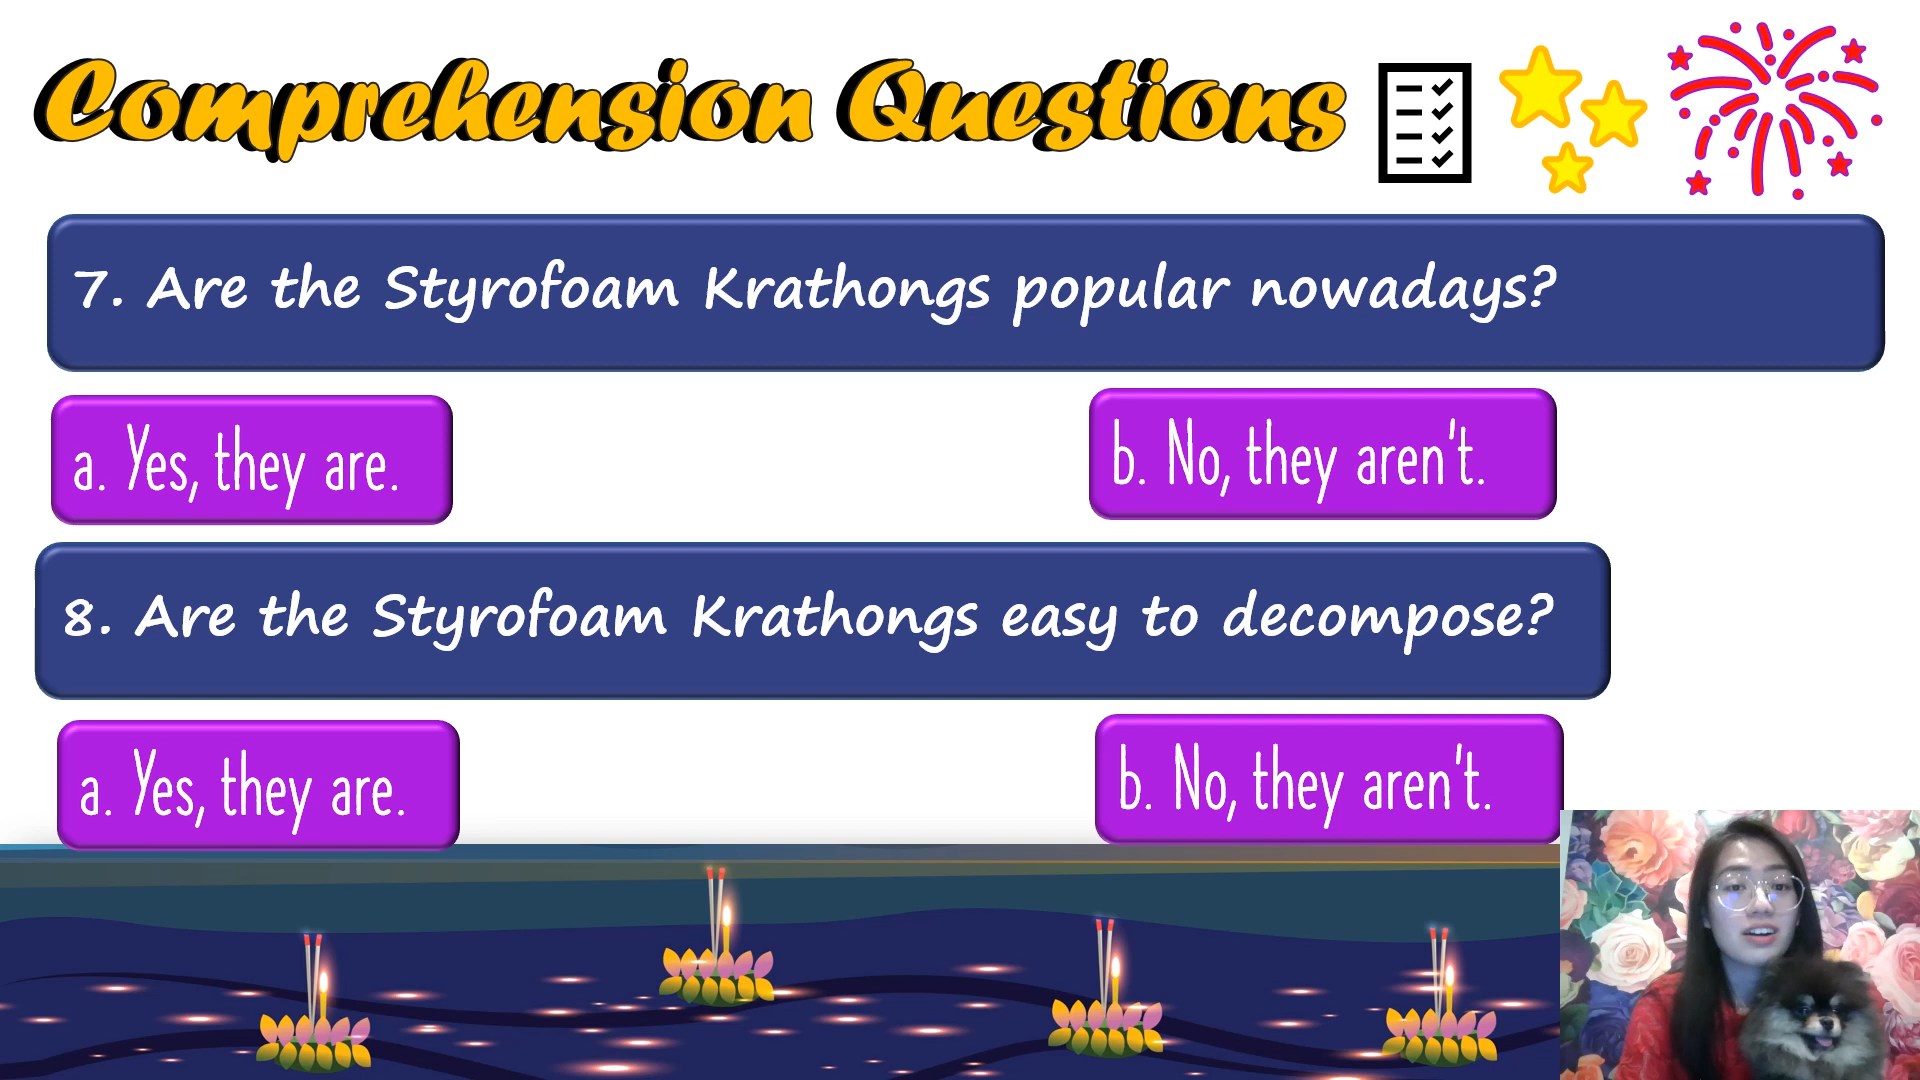 Comprehension Questions
7. Are the Styrofoam Krathongs popular nowadays?
a. Yes, they are.
b. No, they aren't.
8. Are the Styrofoam Krathongs easy to decompose?
a. Yes, they are.
b. No, they aren't.